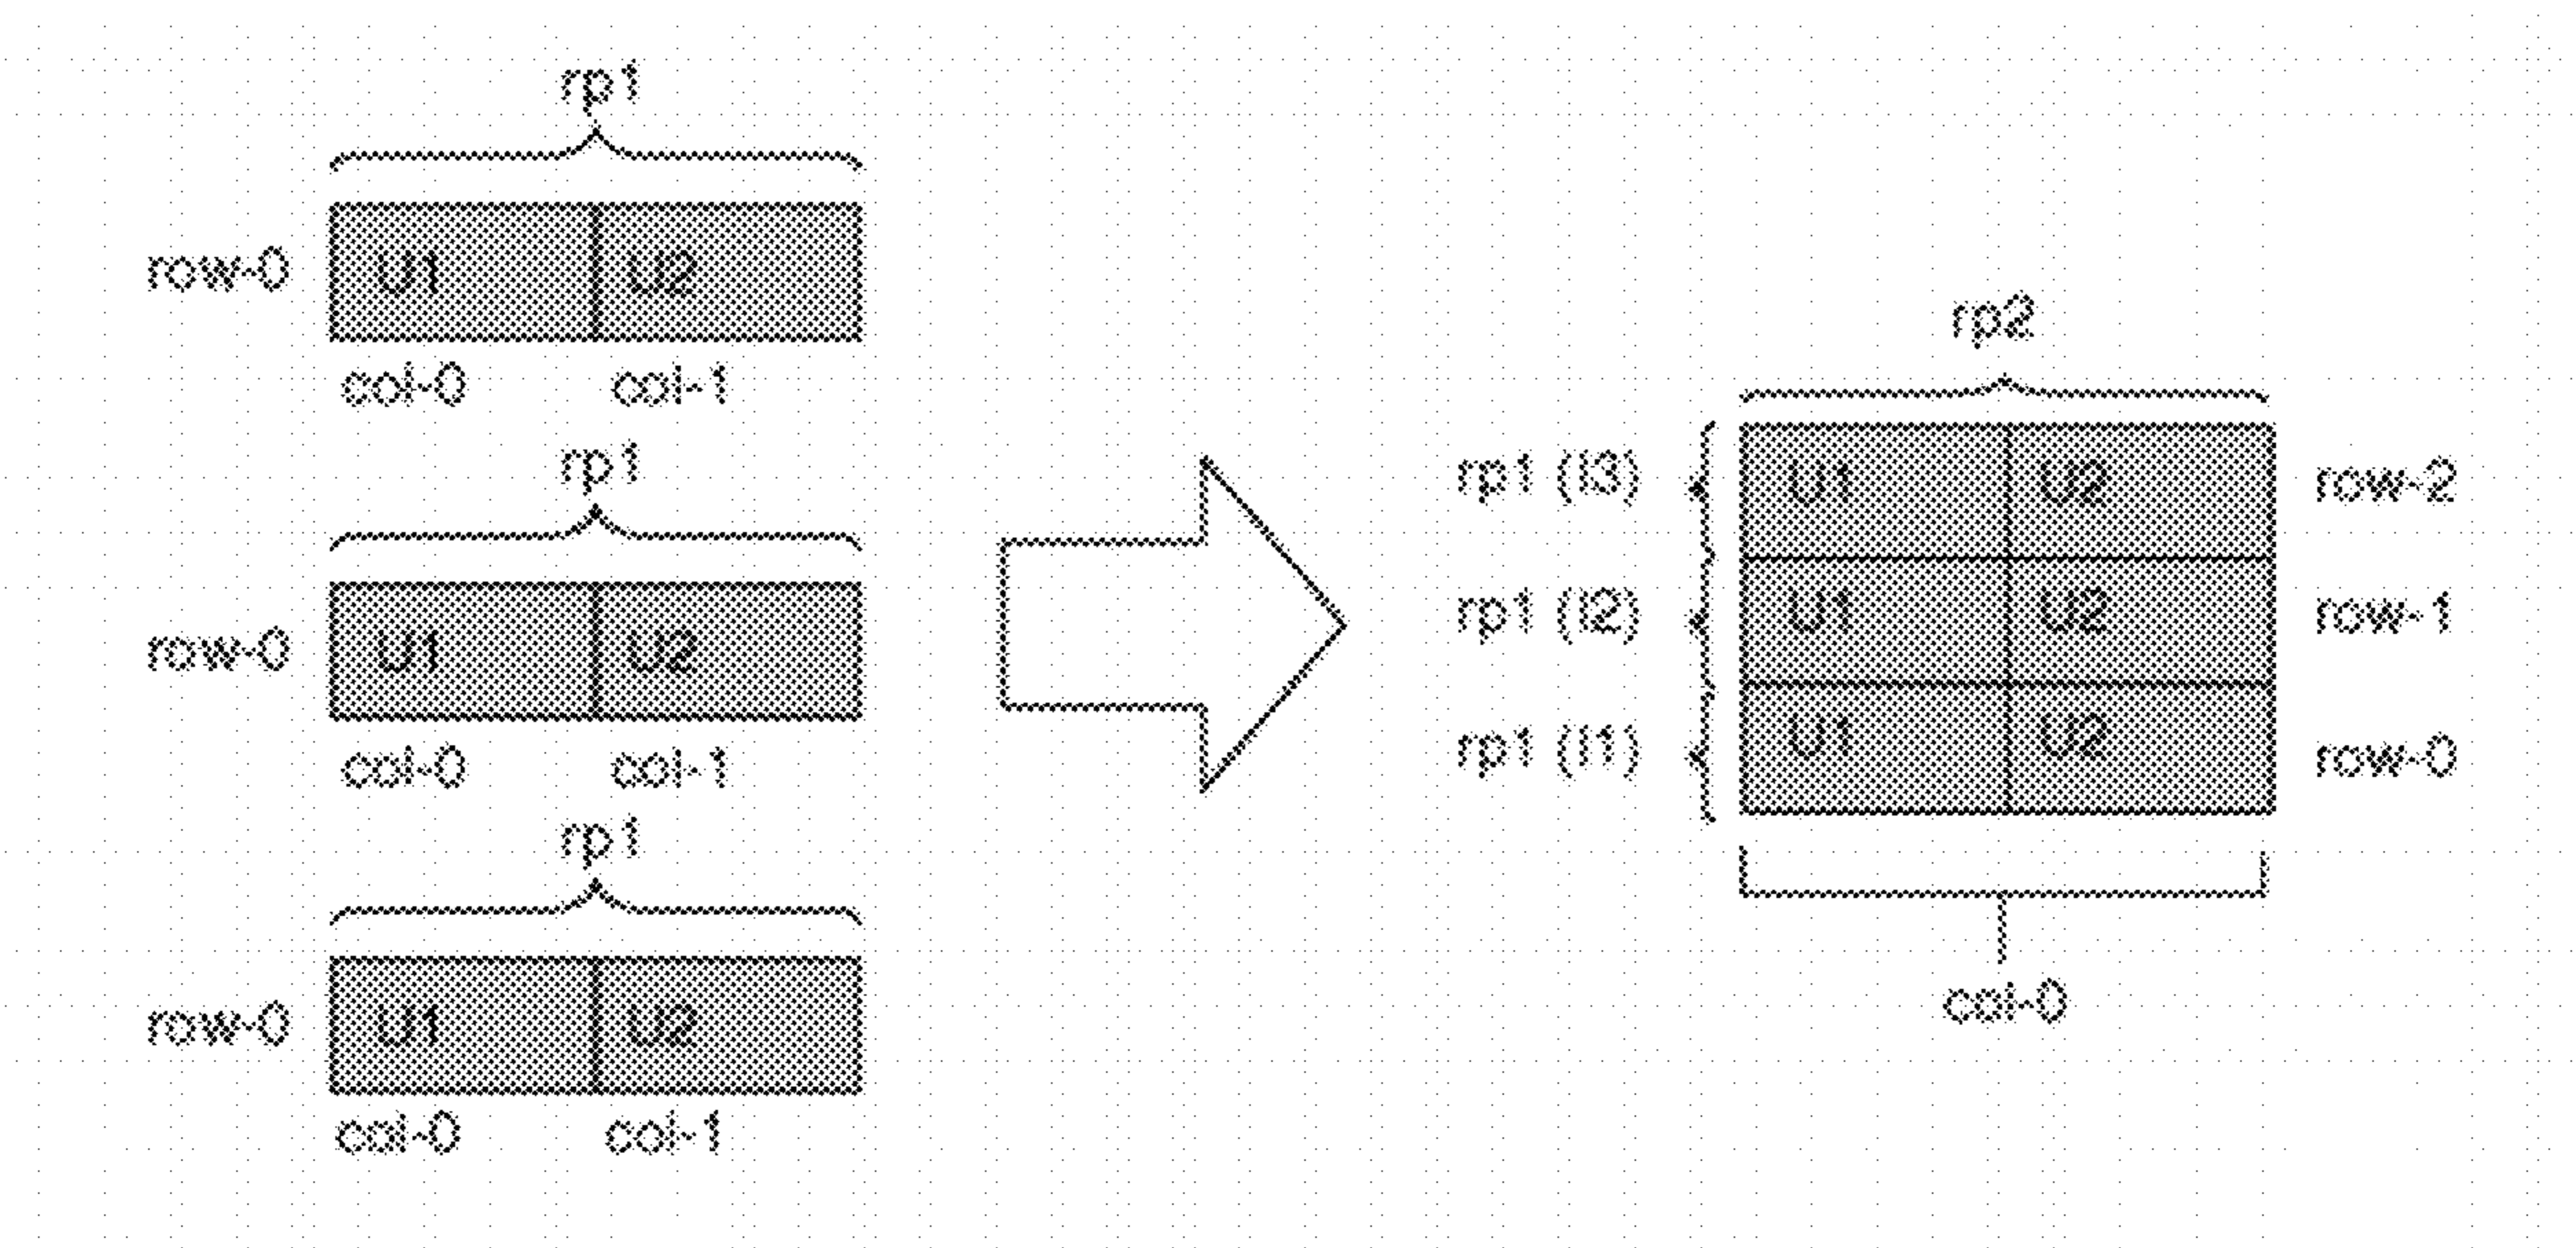 rp1
row-0 U1 U2
col-0 col-1
rp1
row-0 U1 U2
col-0 col-1
rp1
row-0 U1 U2
col-0 col-1
rp2
rp1 (I3) U1 U2 row-2
rp1 (I2) U1 U2 row-1
rp1 (I1) U1 U2 row-0
col-0